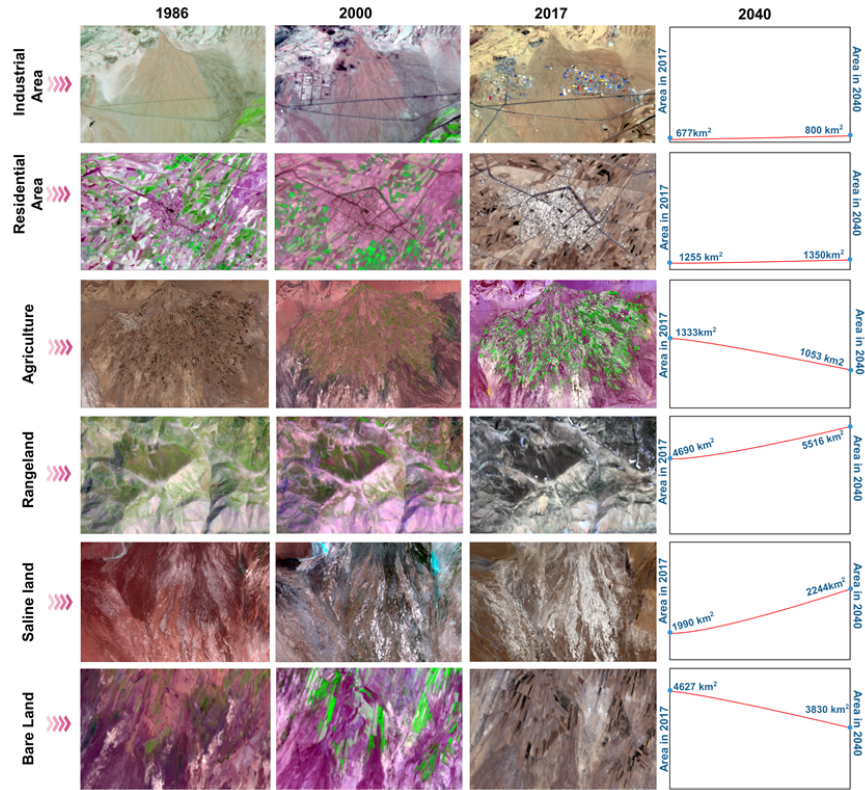 1986 2000 2017 2040
Industrial
Area
Area in 2017
677km²
800 km²
Area in 2040
Residential
Area
Area in 2017
1255 km²
1350km²
Area in 2040
Agriculture
Area in 2017
1333km²
1053 km2
Area in 2040
Rangeland
Area in 2017
4690 km²
5516 km²
Area in 2040
Saline land
Area in 2017
1990 km²
2244km²
Area in 2040
Bare Land
Area in 2017
4627 km²
3830 km²
Area in 2040